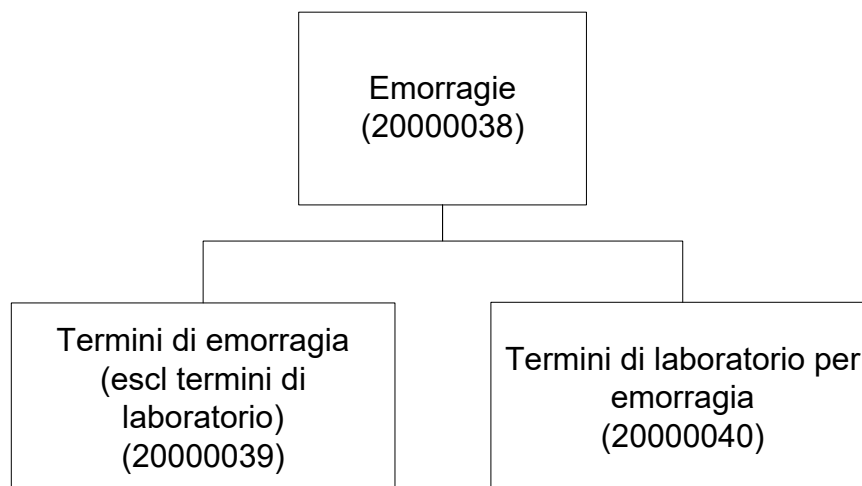 Emorragie
(20000038)
Termini di emorragia
(escl termini di
laboratorio)
(20000039)
Termini di laboratorio per
emorragia
(20000040)